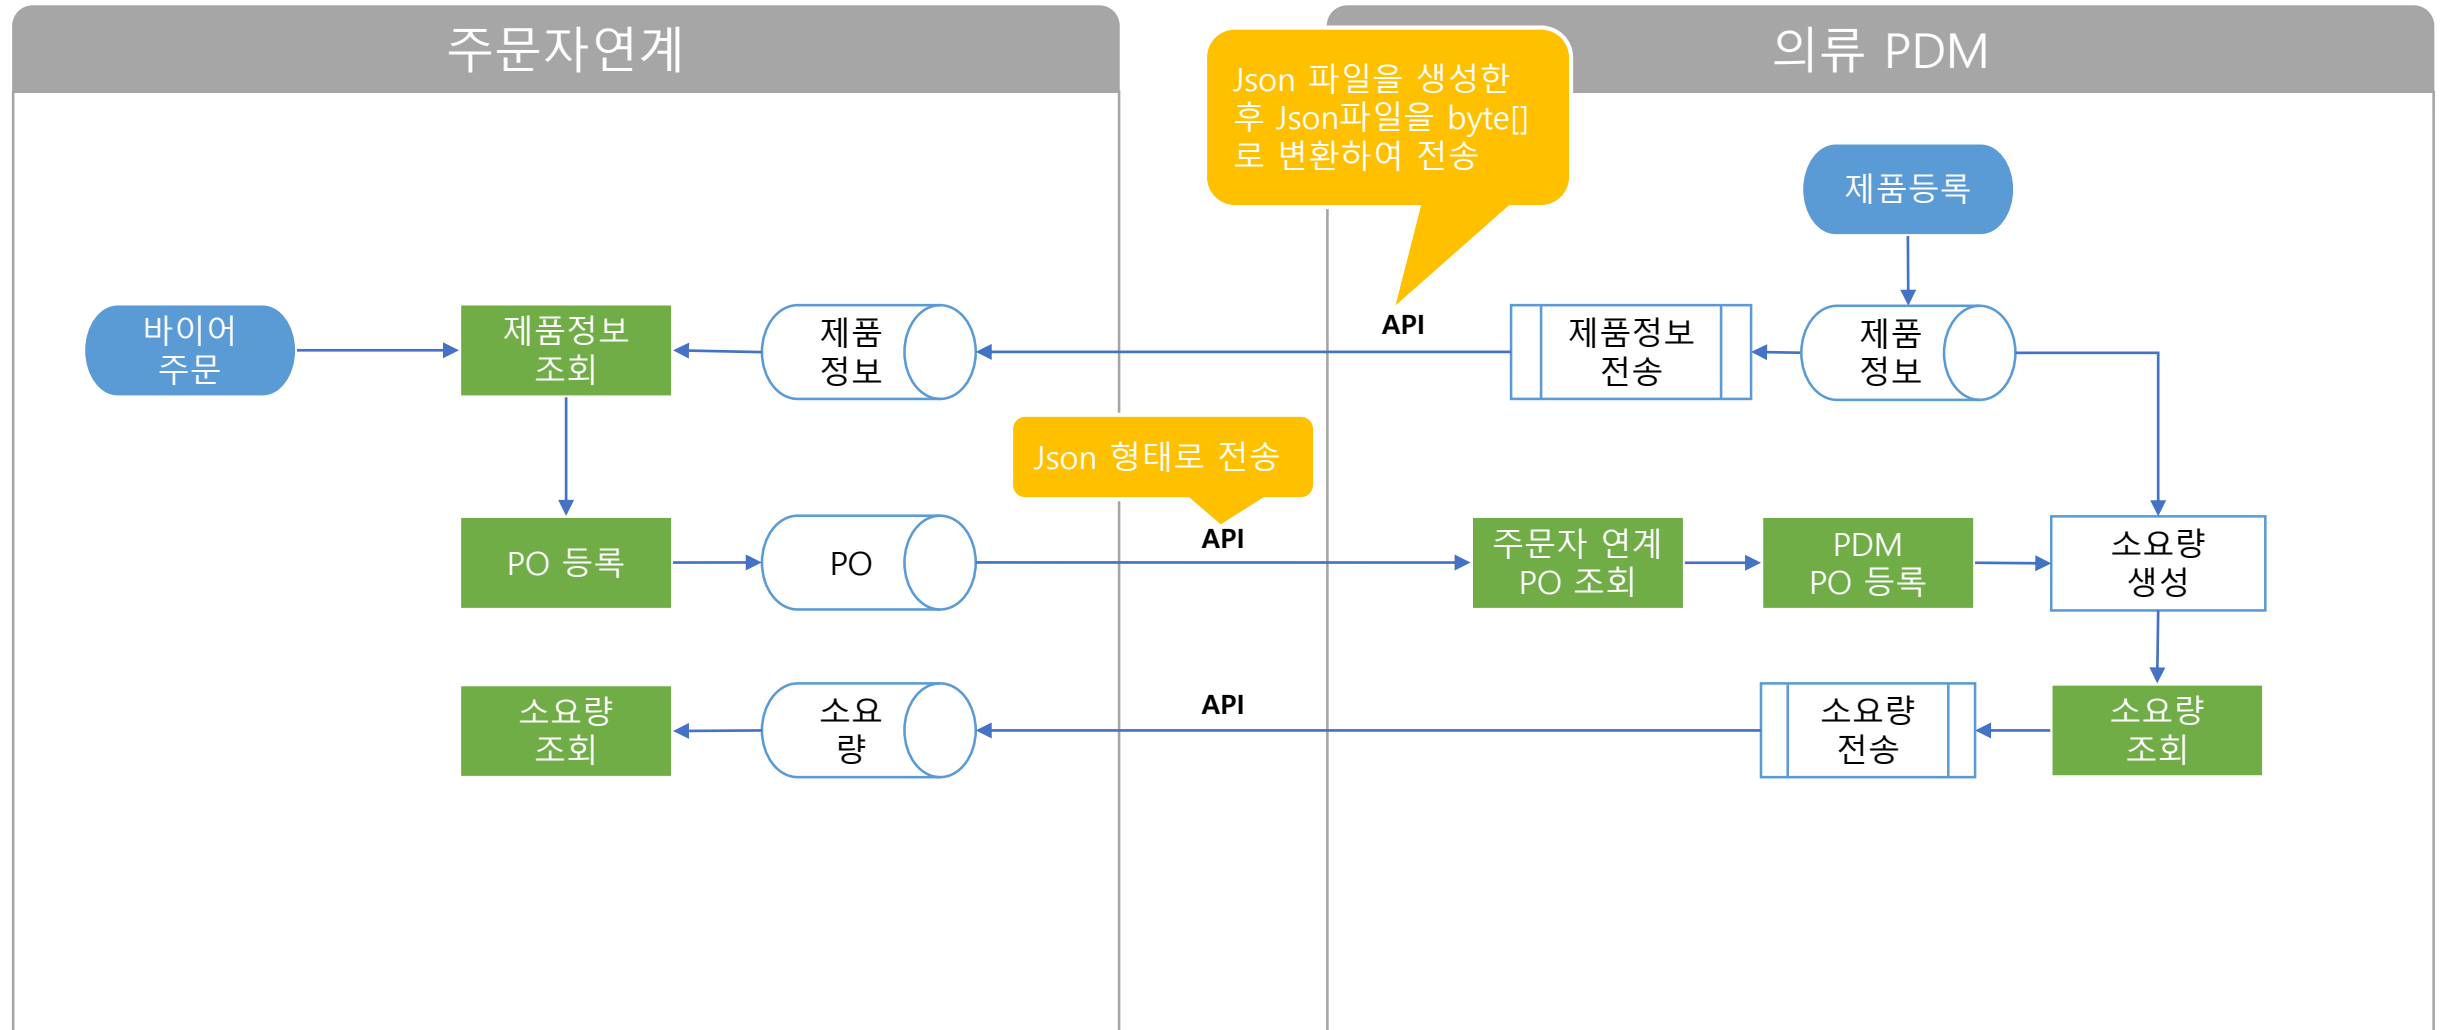 주문자연계
의류 PDM
Json 파일을 생성한
후 Json파일을 byte[]
로 변환하여 전송
제품등록
바이어
주문
제품정보
조회
제품
정보
API
제품정보
전송
제품
정보
Json 형태로 전송
PO 등록
PO
API
주문자 연계
PO 조회
PDM
PO 등록
소요량
생성
소요량
조회
소요
량
API
소요량
전송
소요량
조회